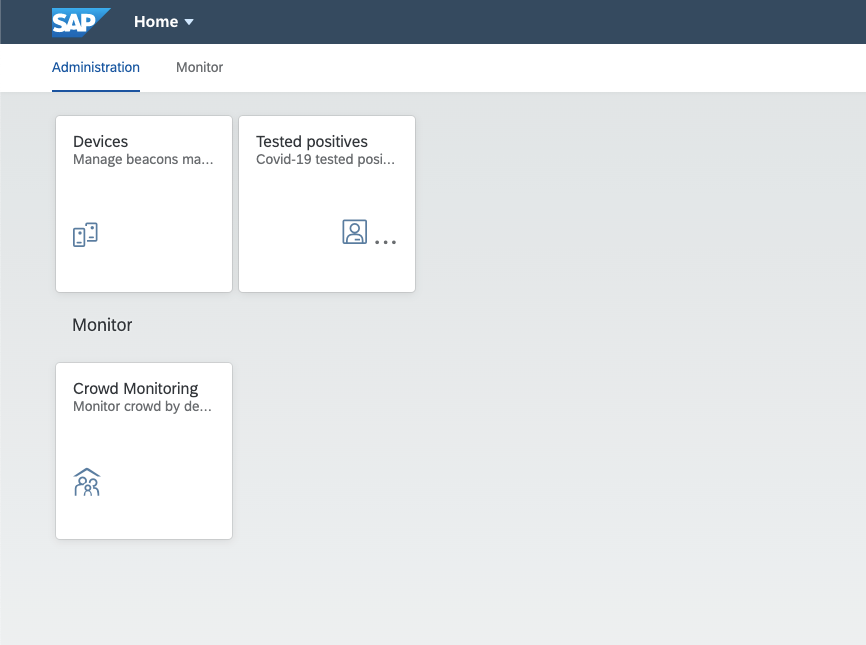 SAP Home
Administration Monitor
Devices
Manage beacons ma...
Tested positives
Covid-19 tested posi...
...
Monitor
Crowd Monitoring
Monitor crowd by de...